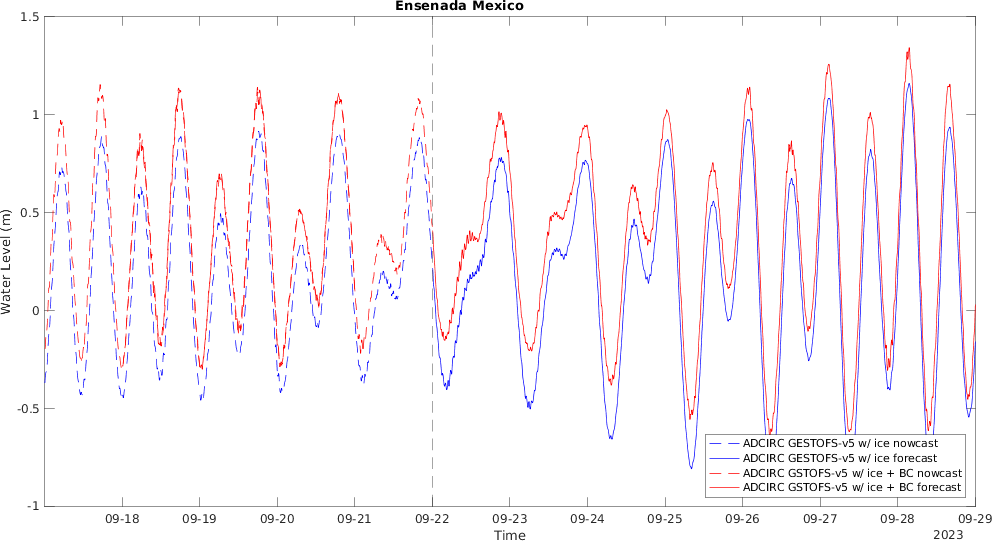 Ensenada Mexico
1.5
1
0.5
0
-0.5
-1
Water Level (m)
ADCIRC GESTOFS-v5 w/ ice nowcast
ADCIRC GESTOFS-v5 w/ ice forecast
ADCIRC GSTOFS-v5 w/ ice + BC nowcast
ADCIRC GSTOFS-v5 w/ ice + BC forecast
09-18 09-19 09-20 09-21 09-22 09-23 09-24 09-25 09-26 09-27 09-28 09-29
Time
2023